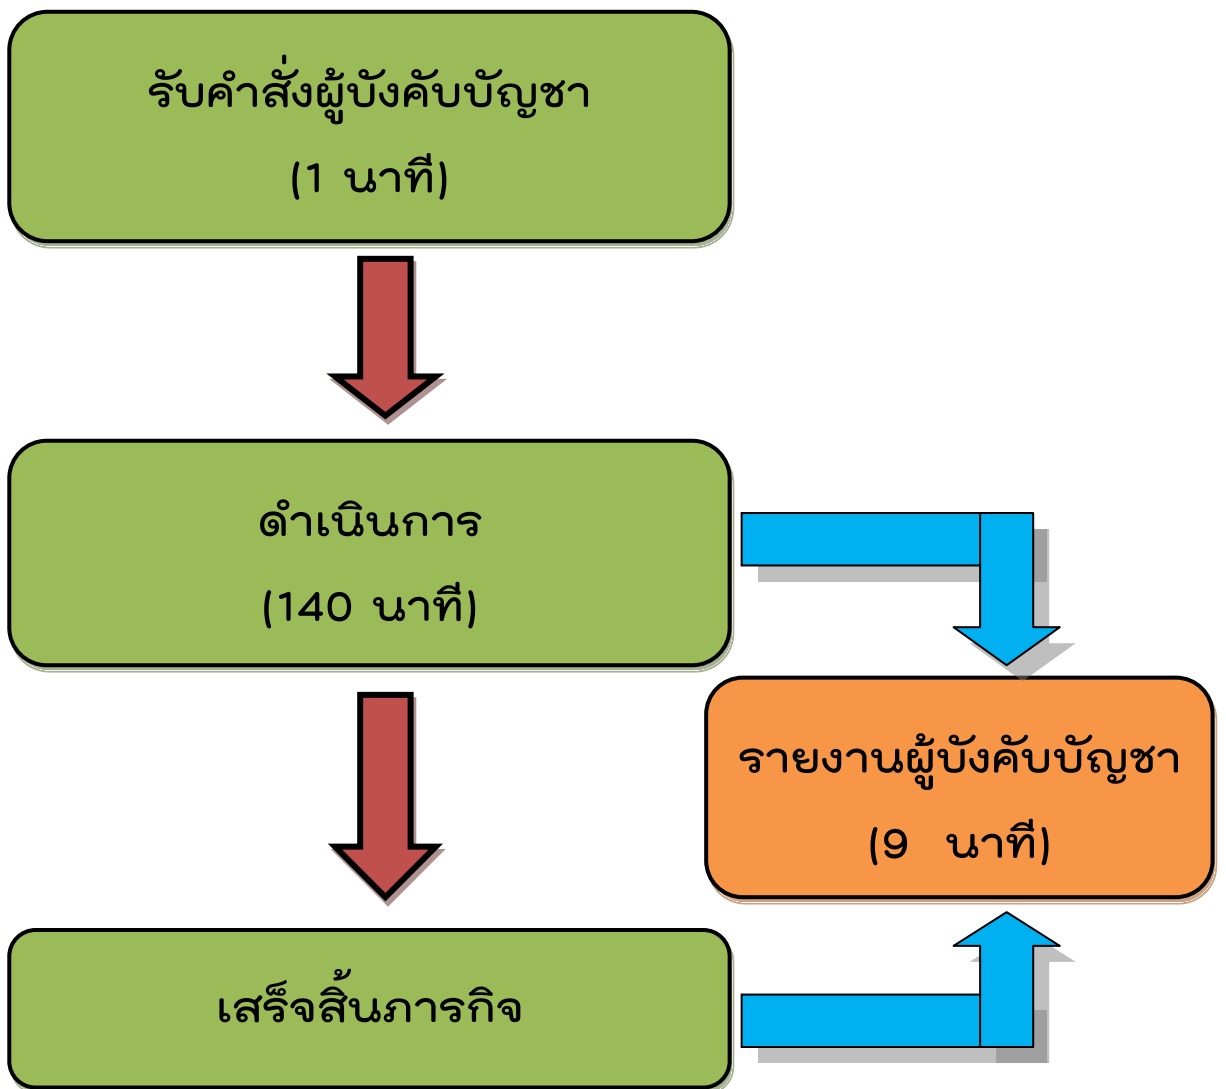 รับคำสั่งผู้บังคับบัญชา
(1 นาที)
ดำเนินการ
(140 นาที)
รายงานผู้บังคับบัญชา
(9 นาที)
เสร็จสิ้นภารกิจ